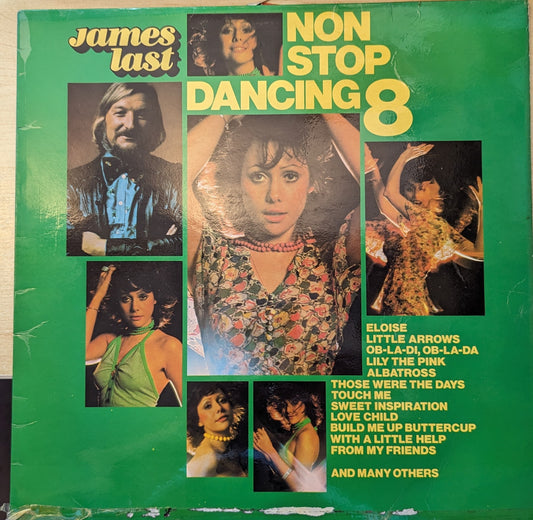 james
last
NON
STOP
DANCING 8
ELOISE
LITTLE ARROWS
OB-LA-DI, OB-LA-DA
LILY THE PINK
ALBATROSS
THOSE WERE THE DAYS
TOUCH ME
SWEET INSPIRATION
LOVE CHILD
BUILD ME UP BUTTERCUP
WITH A LITTLE HELP
FROM MY FRIENDS
AND MANY OTHERS